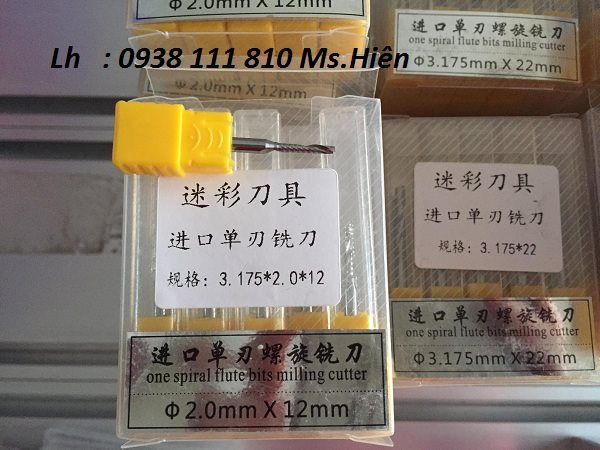 Φ2.0mm X 12mm
Lh : 0938 111 810 Ms.Hiên
进口单刃螺旋铣刀
one spiral flute bits milling cutter
Φ3.175mm X 22mm
Φ2.0mm X 12mm
迷彩刀具
进口单刃铣刀
规格: 3.175*2.0*12
进口单刃螺旋铣刀
one spiral flute bits milling cutter
Φ2.0mm X 12mm
迷彩刀具
进口单刃铣刀
规格: 3.175*22
进口单刃螺旋铣刀
one spiral flute bits milling cutter
Φ3.175mm X 22mm